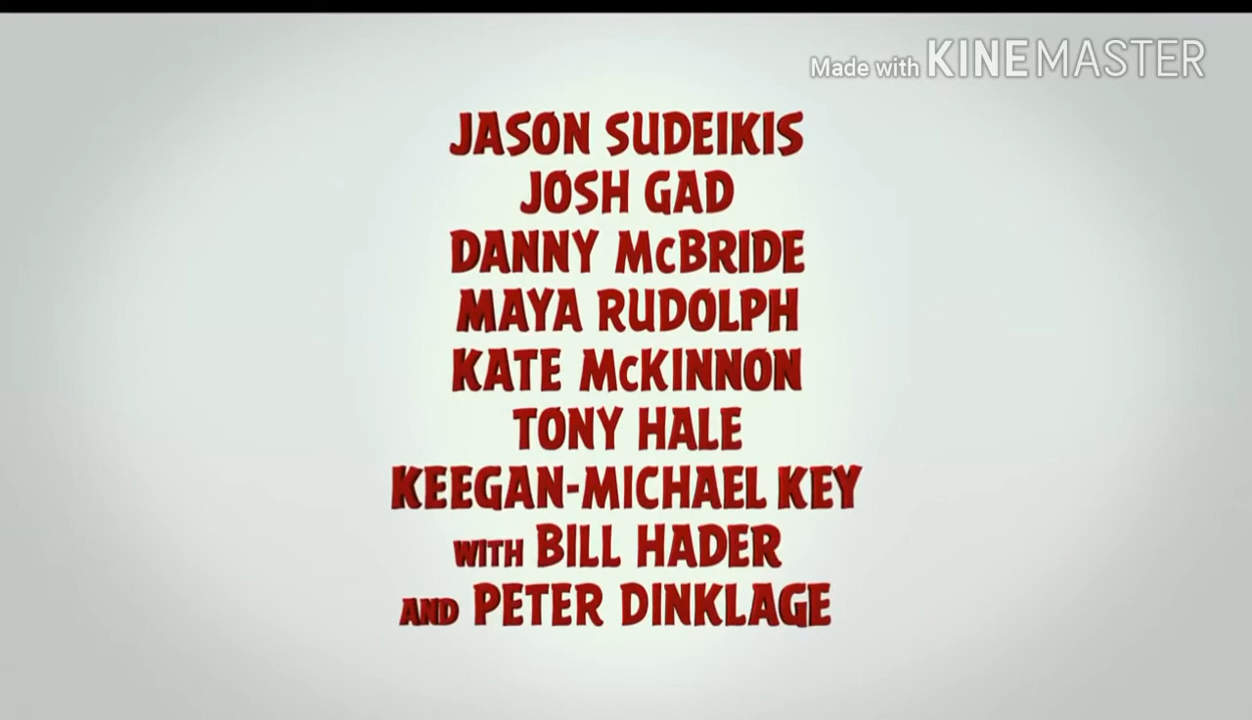 Made with KINEMASTER
JASON SUDEIKIS
JOSH GAD
DANNY McBRIDE
MAYA RUDOLPH
KATE McKINNON
TONY HALE
KEEGAN-MICHAEL KEY
WITH BILL HADER
AND PETER DINKLAGE